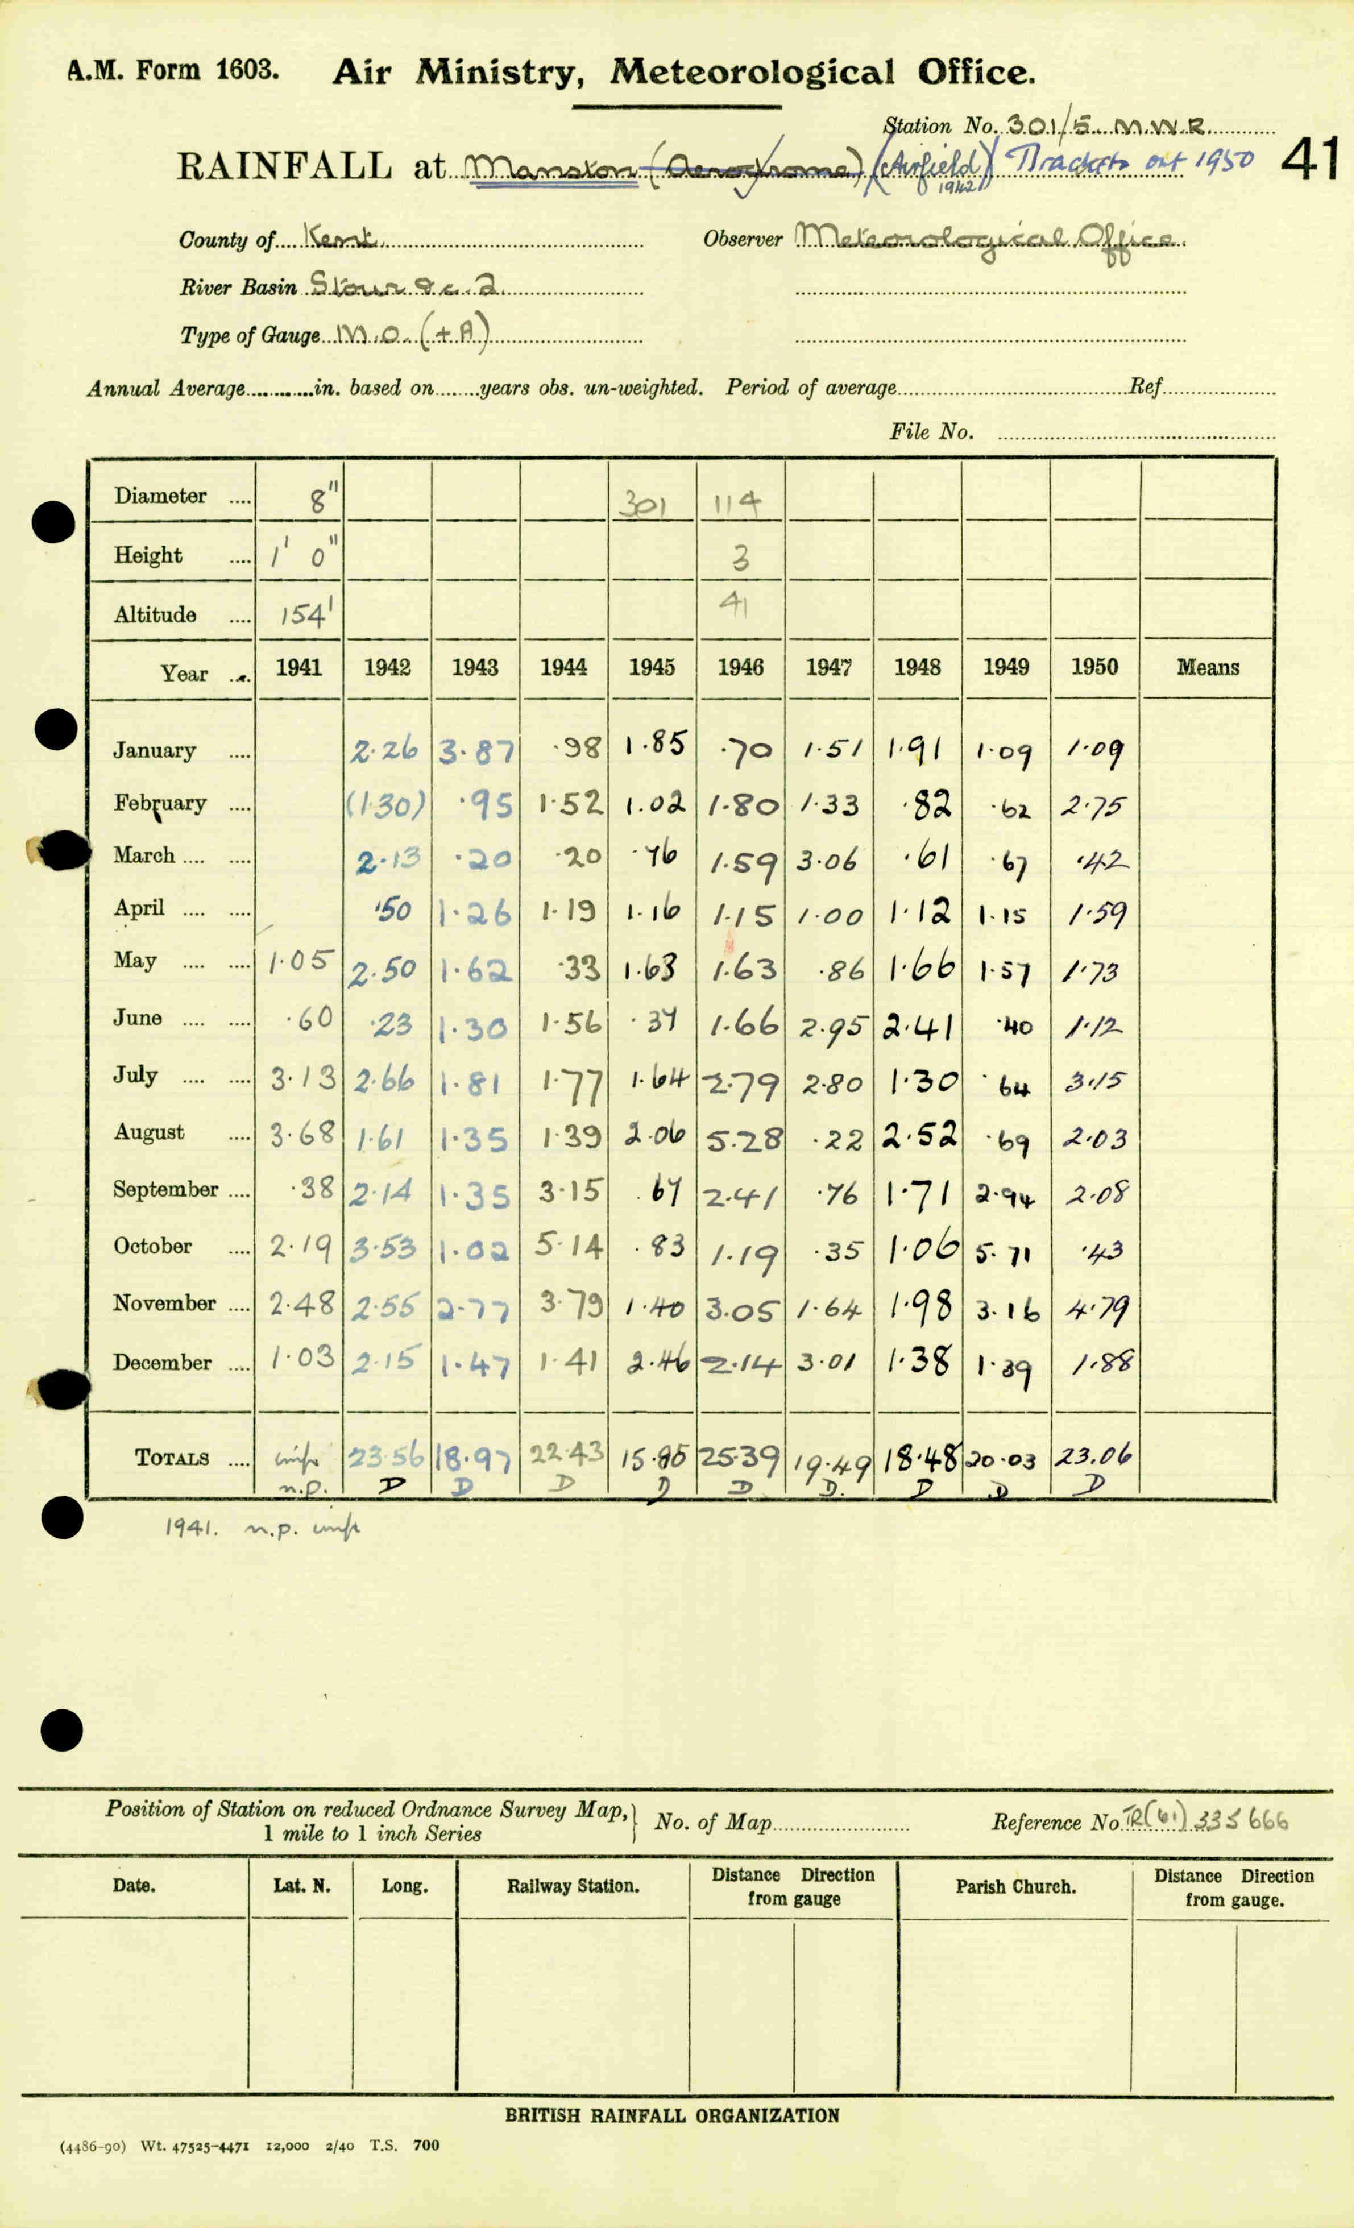 A.M. Form 1603. Air Ministry, Meteorological Office.
Station No. 301/5 M.W.R.
RAINFALL at Manston (Aerodrome) (Airfield) Brackets out 1950 41
1942
County of Kent Observer Meteorological Office
River Basin Stour &c. 2
Type of Gauge M.O. (+A)
Annual Average in. based on years obs. un-weighted. Period of average Ref
File No.
Diameter .... 8" 301 114
Height .... 1' 0" 3
Altitude .... 154' 41
Year ... 1941 1942 1943 1944 1945 1946 1947 1948 1949 1950 Means
January .... 2.26 3.87 .98 1.85 .70 1.51 1.91 1.09 1.09
February .... (1.30) .95 1.52 1.02 1.80 1.33 .82 .62 2.75
March .... .... 2.13 .20 .20 .76 1.59 3.06 .61 .67 .42
April .... .... .50 1.26 1.19 1.16 1.15 1.00 1.12 1.15 1.59
May .... .... 1.05 2.50 1.62 .33 1.63 1.63 .86 1.66 1.57 1.73
June .... .... .60 .23 1.30 1.56 .37 1.66 2.95 2.41 .40 1.12
July .... .... 3.13 2.66 1.81 1.77 1.64 2.79 2.80 1.30 .64 3.15
August .... 3.68 1.61 1.35 1.39 2.06 5.28 .22 2.52 .69 2.03
September .... .38 2.14 1.35 3.15 .67 2.41 .76 1.71 2.94 2.08
October .... 2.19 3.53 1.02 5.14 .83 1.19 .35 1.06 5.71 .43
November .... 2.48 2.55 2.77 3.79 1.40 3.05 1.64 1.98 3.16 4.79
December .... 1.03 2.15 1.47 1.41 2.46 2.14 3.01 1.38 1.39 1.88
TOTALS .... 23.56 18.97 22.43 15.85 25.39 19.49 18.48 20.03 23.06
n.p. D D D D D D. D D D
1941. n.p.
Position of Station on reduced Ordnance Survey Map,
1 mile to 1 inch Series
No. of Map Reference No. TR(61) 335 666
Date. Lat. N. Long. Railway Station. Distance from gauge Direction Parish Church. Distance from gauge. Direction
BRITISH RAINFALL ORGANIZATION
(4486-90) Wt. 47525-4471 12,000 2/40 T.S. 700